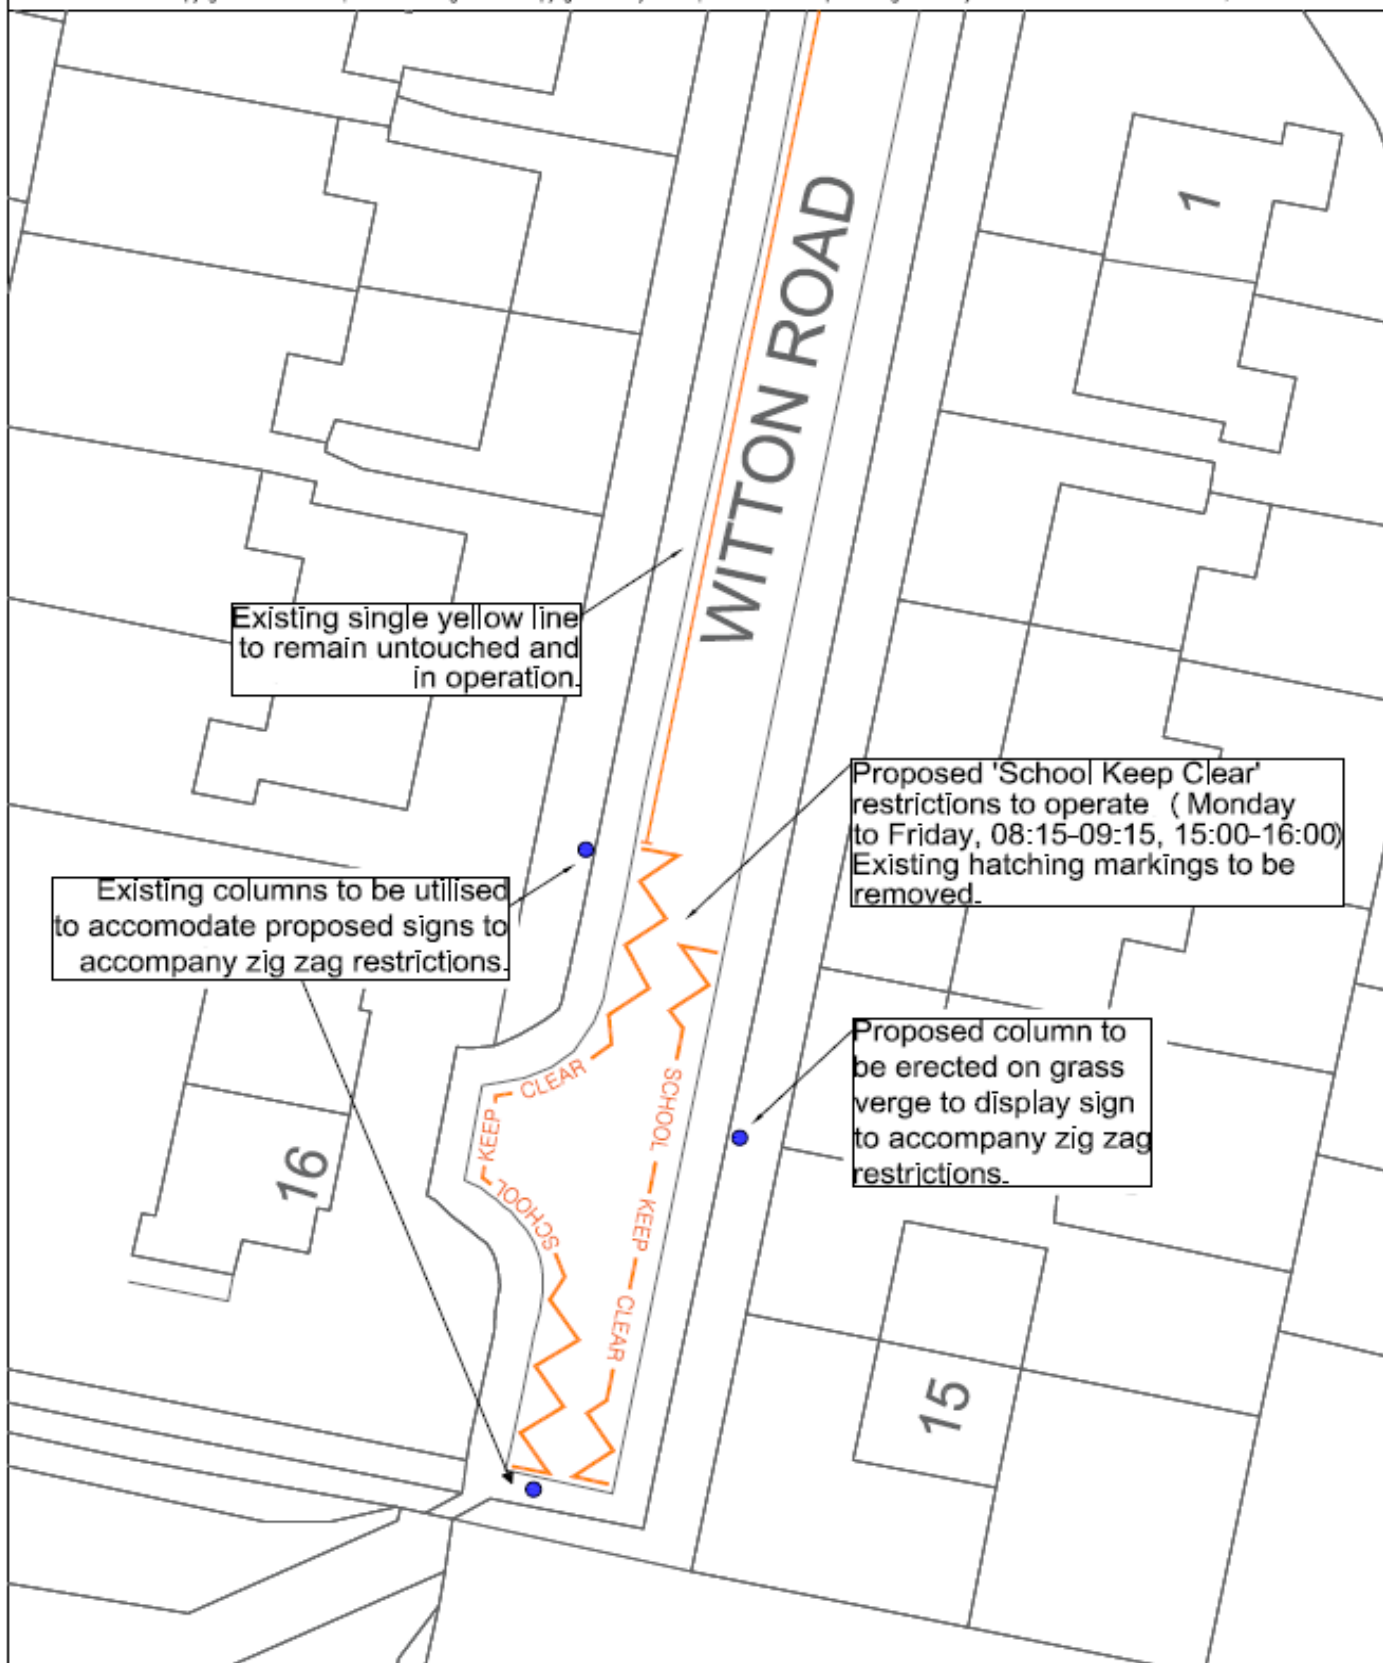 1
WITTON ROAD
Existing single yellow line
to remain untouched and
in operation.
Proposed 'School Keep Clear'
restrictions to operate (Monday
to Friday, 08:15-09:15, 15:00-16:00)
Existing hatching markings to be
removed.
Existing columns to be utilised
to accomodate proposed signs to
accompany zig zag restrictions.
Proposed column to
be erected on grass
verge to display sign
to accompany zig zag
restrictions.
CLEAR
KEEP
SCHOOL
SCHOOL
KEEP
CLEAR
16
15